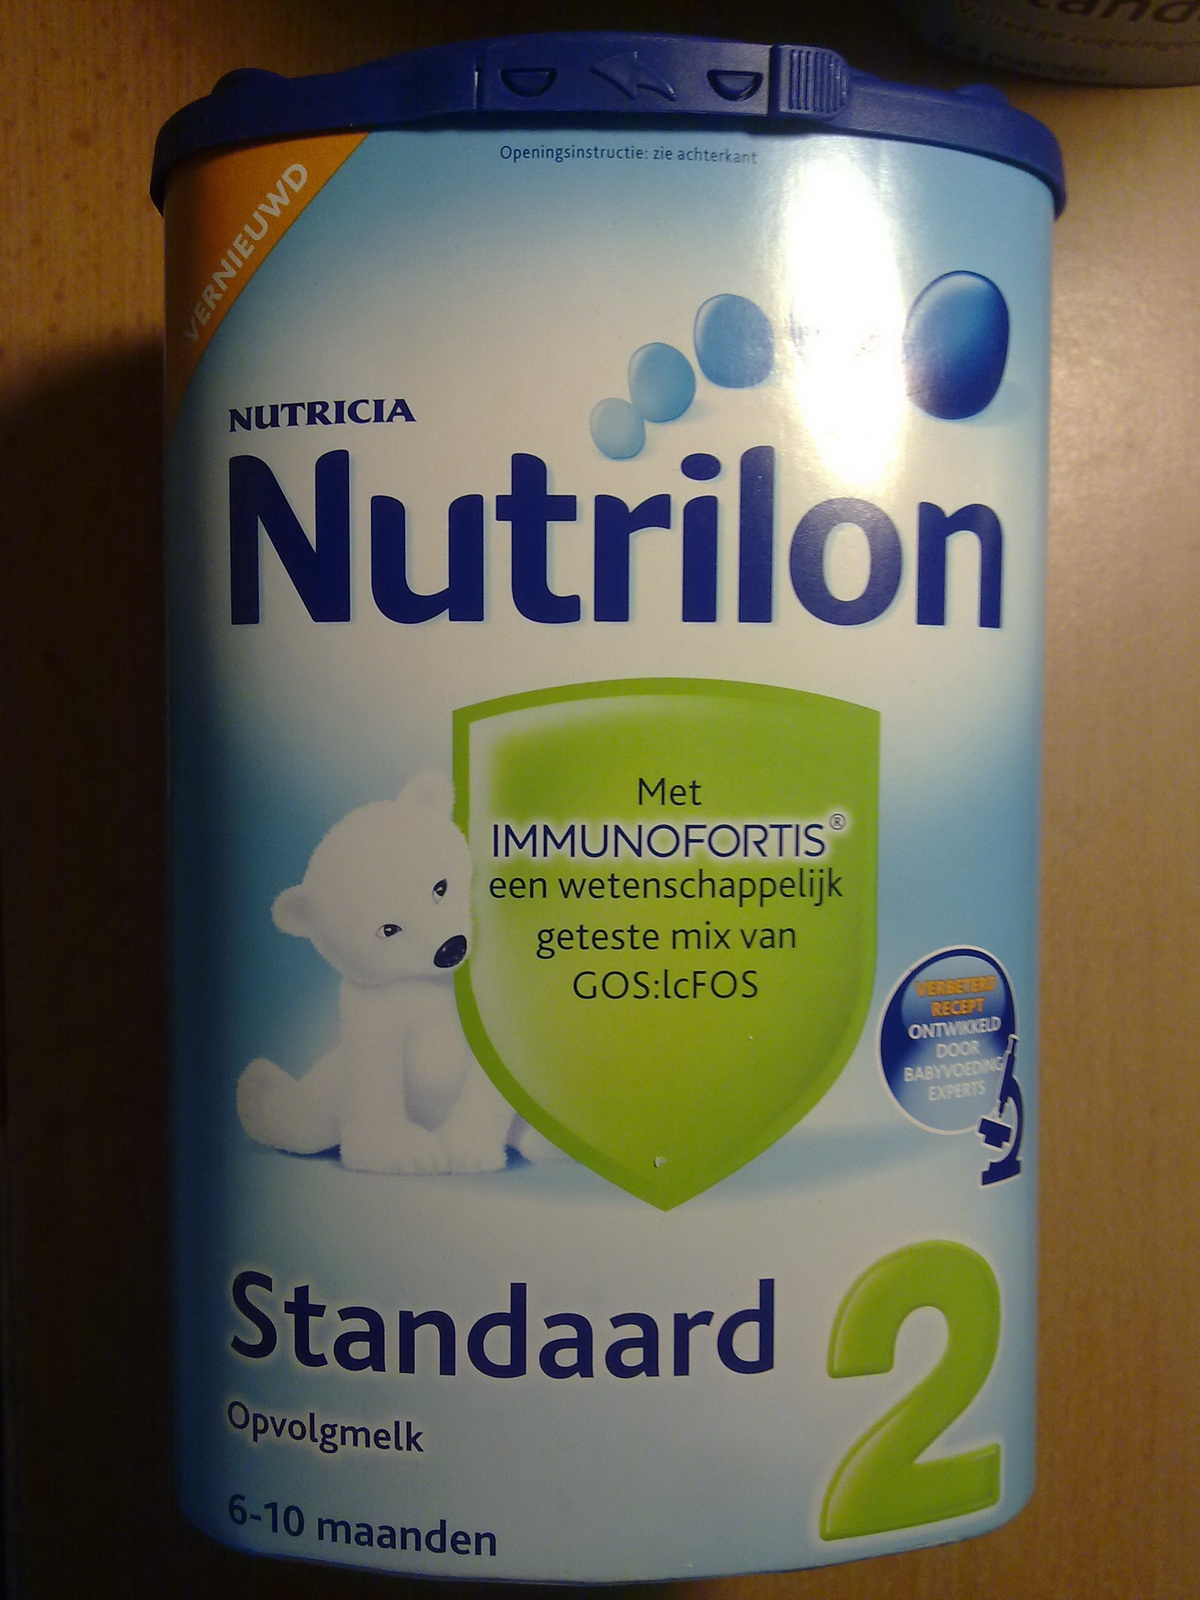 Openingsinstructie: zie achterkant
VERNIEUWD
NUTRICIA
Nutrilon
Met
IMMUNOFORTIS®
een wetenschappelijk
geteste mix van
GOS:lcFOS
VERBETERD
RECEPT
ONTWIKKELD
DOOR
BABYVOEDING
EXPERTS
Standaard 2
Opvolgmelk
6-10 maanden